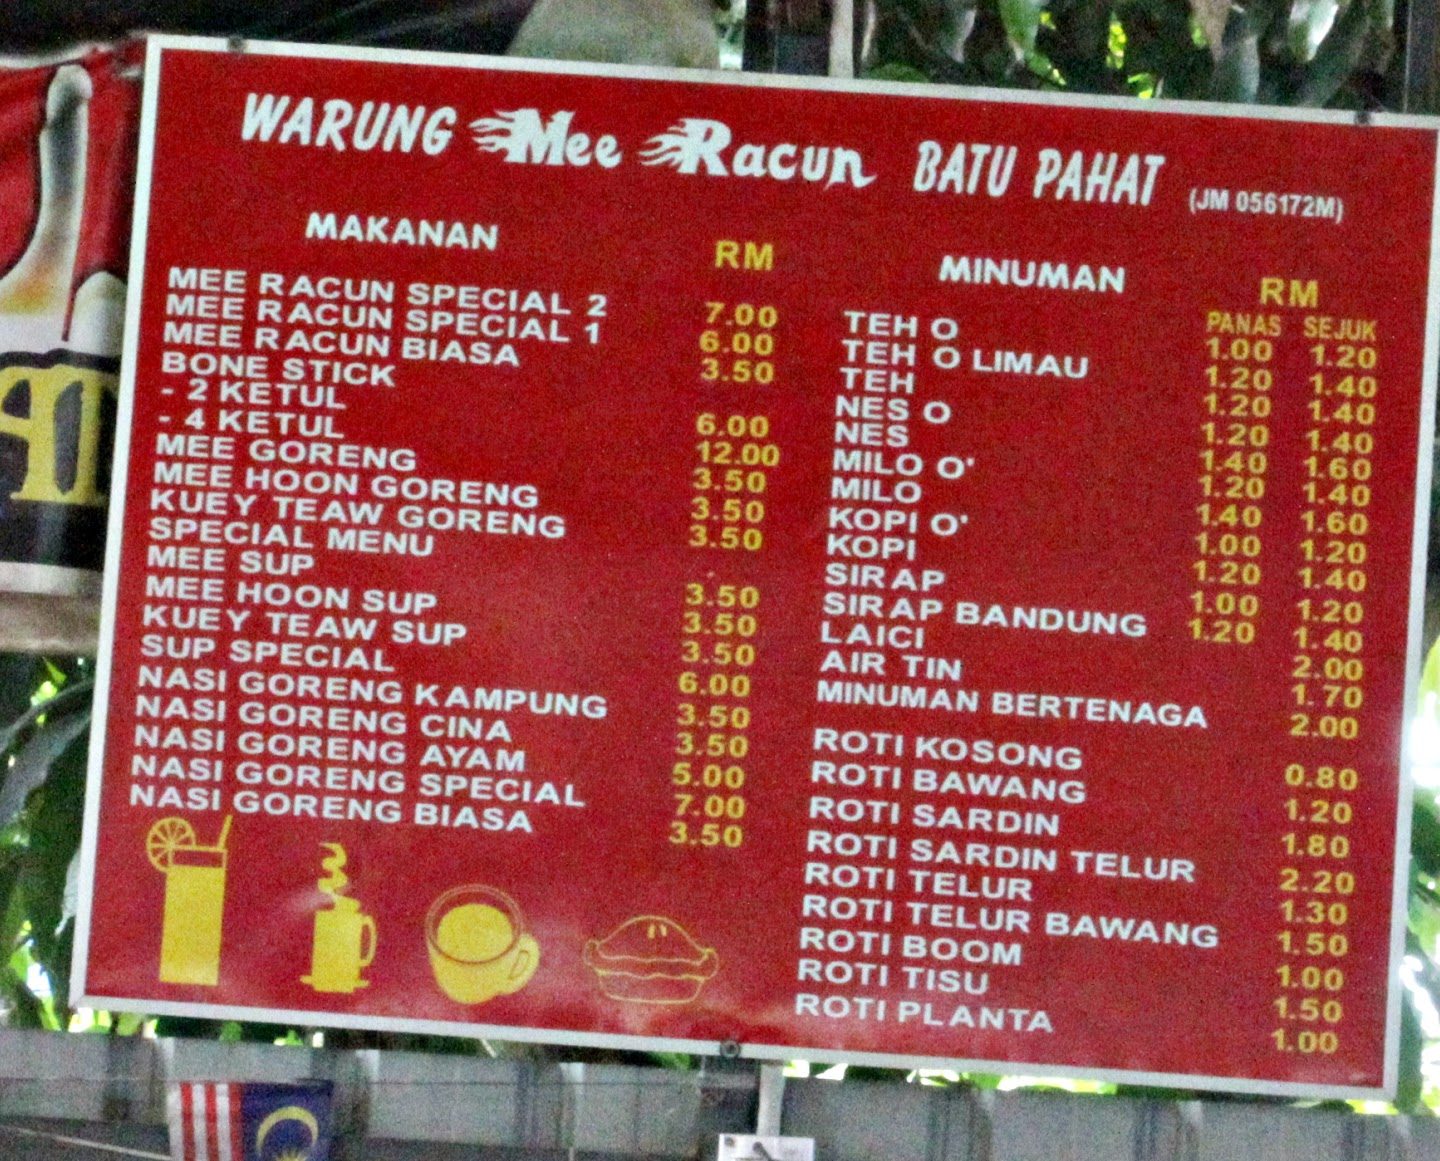 WARUNG Mee Racun BATU PAHAT (JM 056172M)
MAKANAN RM
MEE RACUN SPECIAL 2 7.00
MEE RACUN SPECIAL 1 6.00
MEE RACUN BIASA 3.50
BONE STICK
- 2 KETUL 6.00
- 4 KETUL 12.00
MEE GORENG 3.50
MEE HOON GORENG 3.50
KUEY TEAW GORENG 3.50
SPECIAL MENU
MEE SUP 3.50
MEE HOON SUP 3.50
KUEY TEAW SUP 3.50
SUP SPECIAL 6.00
NASI GORENG KAMPUNG 3.50
NASI GORENG CINA 3.50
NASI GORENG AYAM 5.00
NASI GORENG SPECIAL 7.00
NASI GORENG BIASA 3.50
MINUMAN RM
PANAS SEJUK
TEH O 1.00 1.20
TEH O LIMAU 1.20 1.40
TEH 1.20 1.40
NES O 1.20 1.40
NES 1.40 1.60
MILO O' 1.20 1.40
MILO 1.40 1.60
KOPI O' 1.00 1.20
KOPI 1.20 1.40
SIRAP 1.00 1.20
SIRAP BANDUNG 1.20 1.40
LAICI 2.00
AIR TIN 1.70
MINUMAN BERTENAGA 2.00
ROTI KOSONG 0.80
ROTI BAWANG 1.20
ROTI SARDIN 1.80
ROTI SARDIN TELUR 2.20
ROTI TELUR 1.30
ROTI TELUR BAWANG 1.50
ROTI BOOM 1.00
ROTI TISU 1.50
ROTI PLANTA 1.00